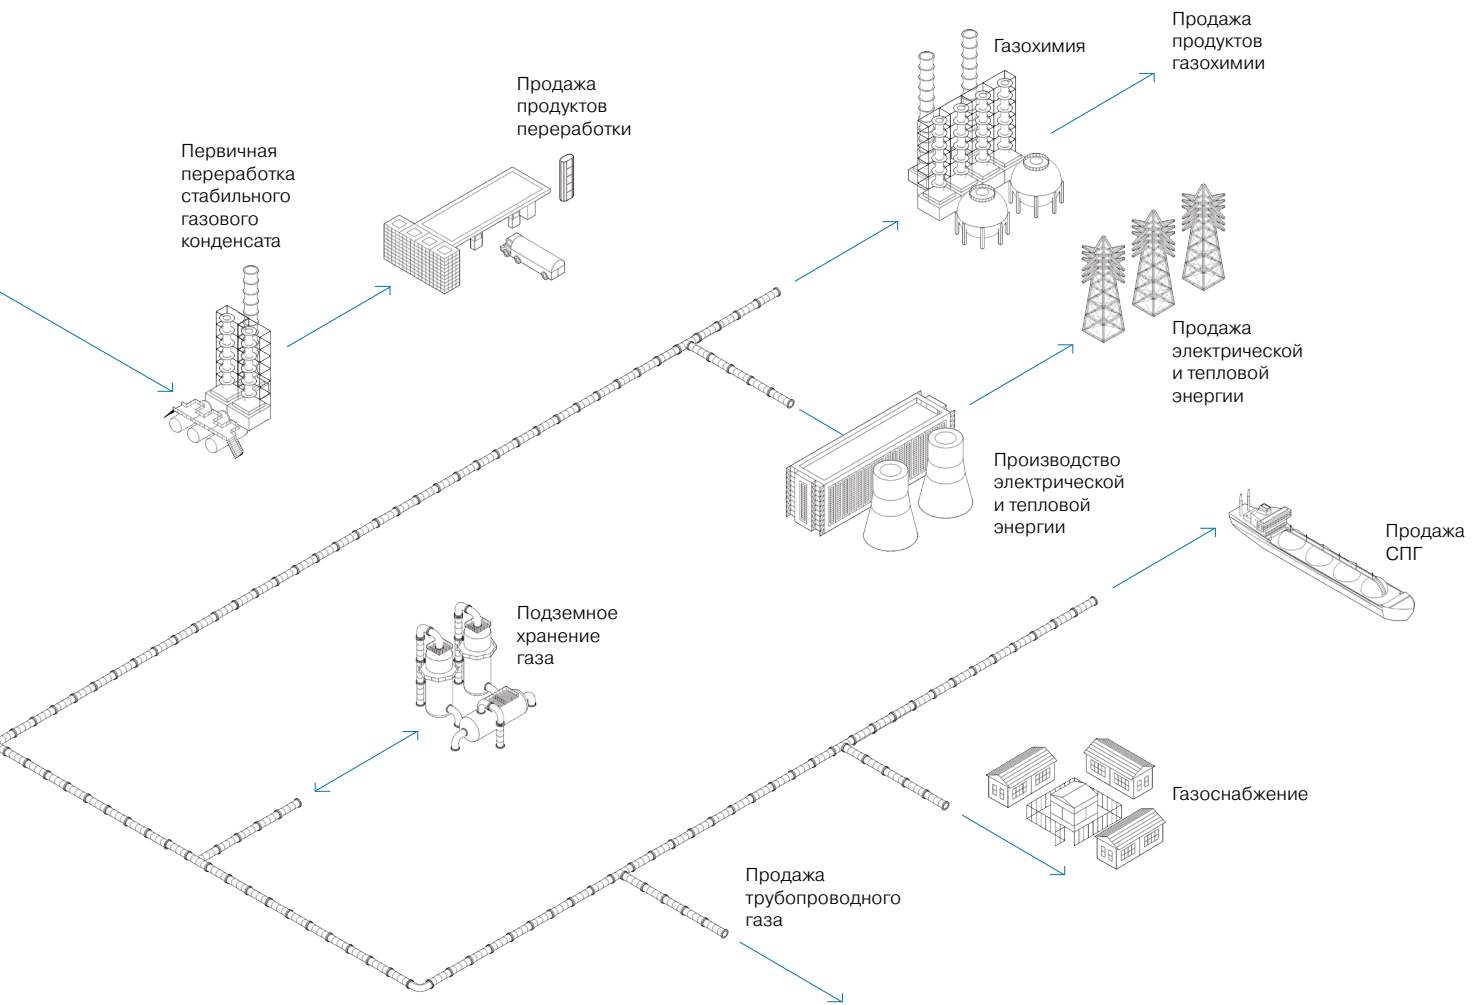 Продажа
продуктов
газохимии
Газохимия
Продажа
продуктов
переработки
Первичная
переработка
стабильного
газового
конденсата
Продажа
электрической
и тепловой
энергии
Производство
электрической
и тепловой
энергии
Продажа
СПГ
Подземное
хранение
газа
Газоснабжение
Продажа
трубопроводного
газа